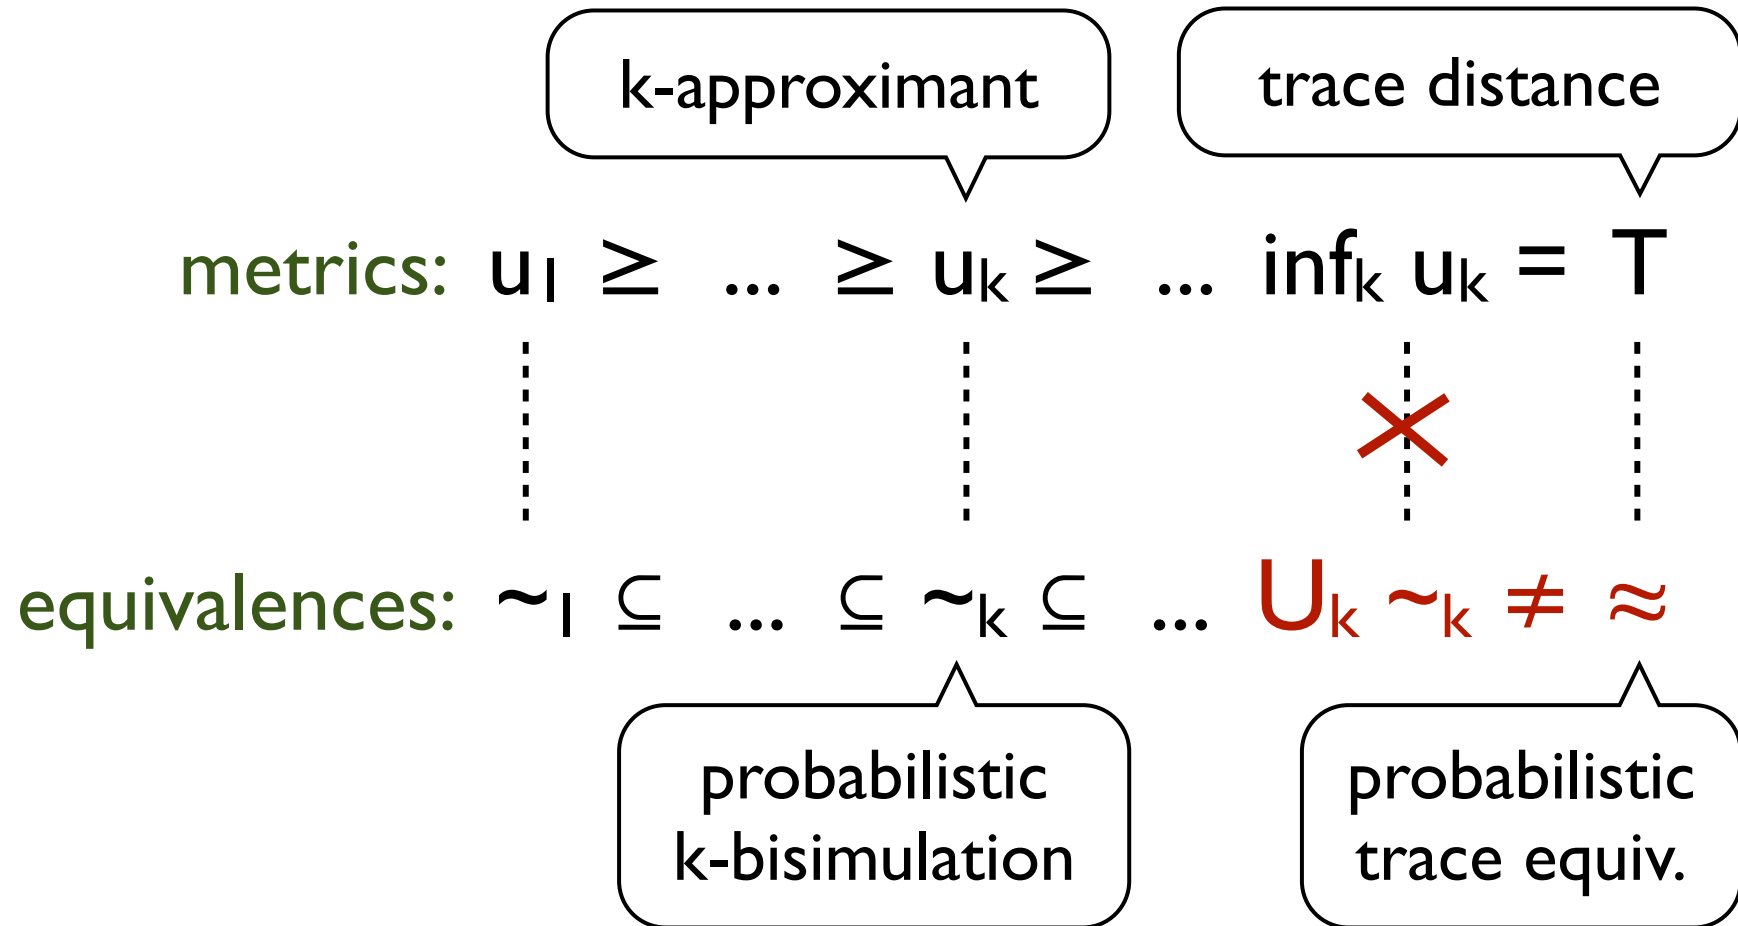 k-approximant
trace distance
metrics: u₁ ≥ ... ≥ uₖ ≥ ... infₖ uₖ = T
equivalences: ~₁ ⊆ ... ⊆ ~ₖ ⊆ ... Uₖ ~ₖ ≠ ≈
probabilistic
k-bisimulation
probabilistic
trace equiv.